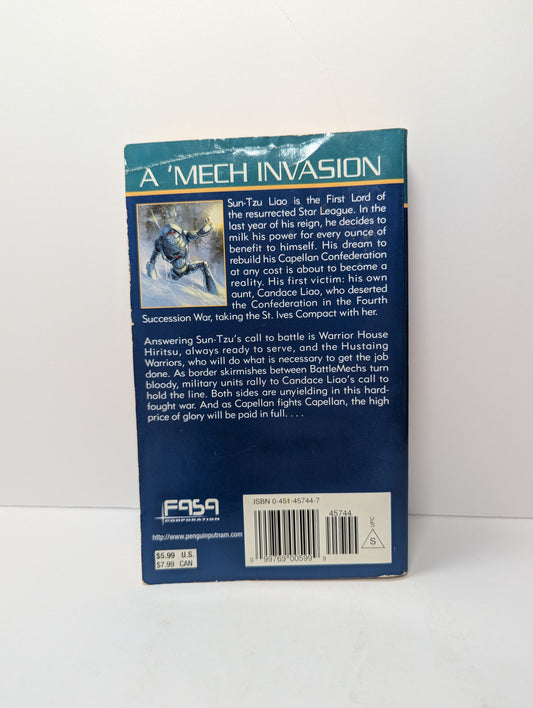 A 'MECH INVASION
Sun-Tzu Liao is the First Lord of
the resurrected Star League. In the
last year of his reign, he decides to
milk his power for every ounce of
benefit to himself. His dream to
rebuild his Capellan Confederation
at any cost is about to become a
reality. His first victim: his own
aunt, Candace Liao, who deserted
the Confederation in the Fourth
Succession War, taking the St. Ives Compact with her.
Answering Sun-Tzu's call to battle is Warrior House
Hiritsu, always ready to serve, and the Hustaing
Warriors, who will do what is necessary to get the job
done. As border skirmishes between BattleMechs turn
bloody, military units rally to Candace Liao's call to
hold the line. Both sides are unyielding in this hard-
fought war. And as Capellan fights Capellan, the high
price of glory will be paid in full. . . .
FASA
CORPORATION
http://www.penguinputnam.com
$5.99 U.S.
$7.99 CAN
ISBN 0-451-45744-7
45744
0 99769 00599 9
UPC
S